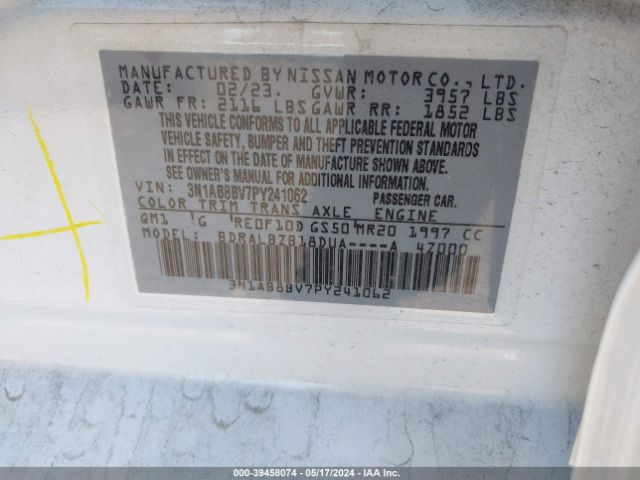 MANUFACTURED BY NISSAN MOTOR CO., LTD.
DATE: 02/23. GVWR: 3957 LBS
GAWR FR: 2116 LBS GAWR RR: 1852 LBS
THIS VEHICLE CONFORMS TO ALL APPLICABLE FEDERAL MOTOR
VEHICLE SAFETY, BUMPER AND THEFT PREVENTION STANDARDS
IN EFFECT ON THE DATE OF MANUFACTURE SHOWN ABOVE.
SEE OWNER'S MANUAL FOR ADDITIONAL INFORMATION.
VIN: 3N1AB8BV7PY241062 PASSENGER CAR.
COLOR TRIM TRANS AXLE ENGINE
QM1 G RE0F10D GS50 MR20 1997 CC
MODEL: BDRALBZB18DUA----A 47000
3N1AB8BV7PY241062
000-39458074 | 05/17/2024 | IAA Inc.